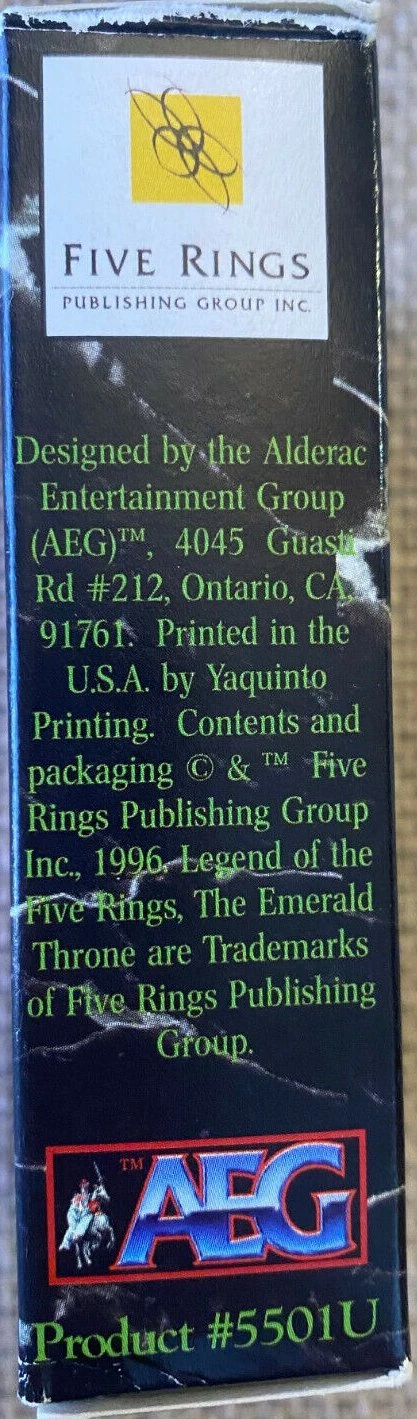 FIVE RINGS
PUBLISHING GROUP INC.
Designed by the Alderac
Entertainment Group
(AEG)™, 4045 Guasti
Rd #212, Ontario, CA,
91761. Printed in the
U.S.A. by Yaquinto
Printing. Contents and
packaging © & ™ Five
Rings Publishing Group
Inc., 1996. Legend of the
Five Rings, The Emerald
Throne are Trademarks
of Five Rings Publishing
Group.
™ AEG
Product #5501U